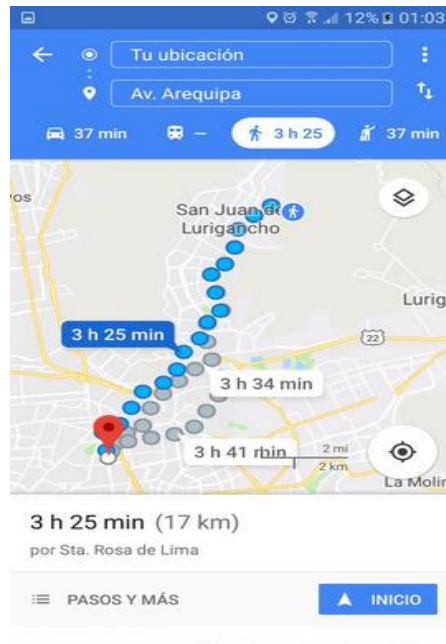 12% 01:03
Tu ubicación
Av. Arequipa
37 min – 3 h 25 37 min
San Juan de
Lurigancho
Lurig
3 h 25 min
22
3 h 34 min
3 h 41 min
2 mi
2 km
La Molin
3 h 25 min (17 km)
por Sta. Rosa de Lima
PASOS Y MÁS
INICIO